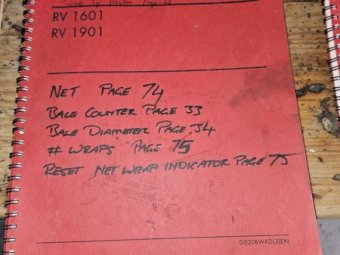 RV 1601
RV 1901
NET PAGE 74
BALE COUNTER PAGE 33
BALE DIAMETER PAGE 34
# WRAPS PAGE 75
RESET NET WRAP INDICATOR PAGE 75